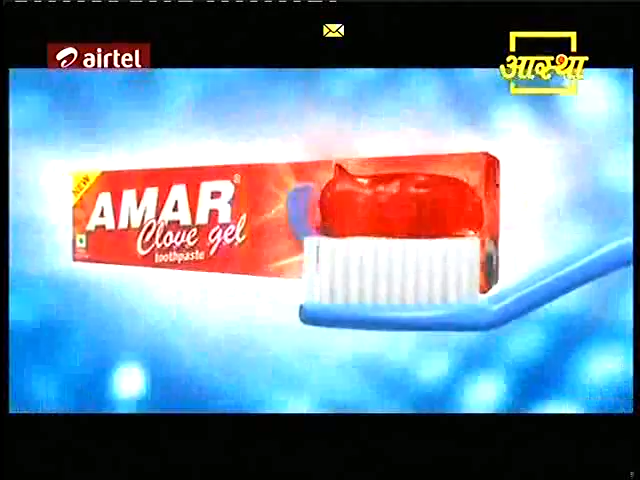 airtel
आस्था
NEW
AMAR®
Clove gel
toothpaste